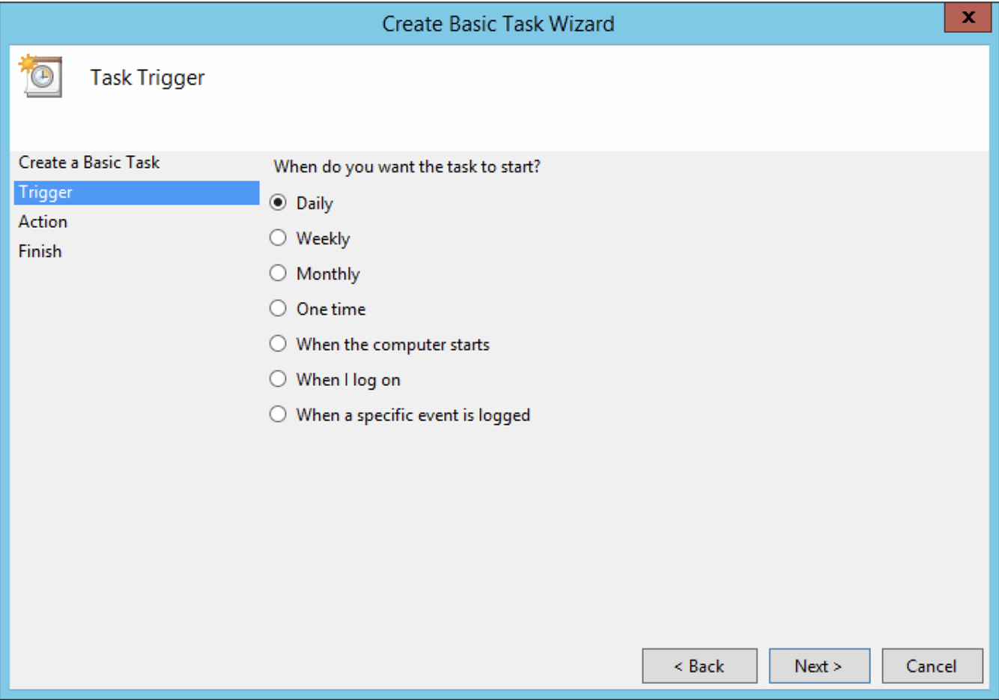 Create Basic Task Wizard
X
Task Trigger
Create a Basic Task
Trigger
Action
Finish
When do you want the task to start?
Daily
Weekly
Monthly
One time
When the computer starts
When I log on
When a specific event is logged
< Back
Next >
Cancel